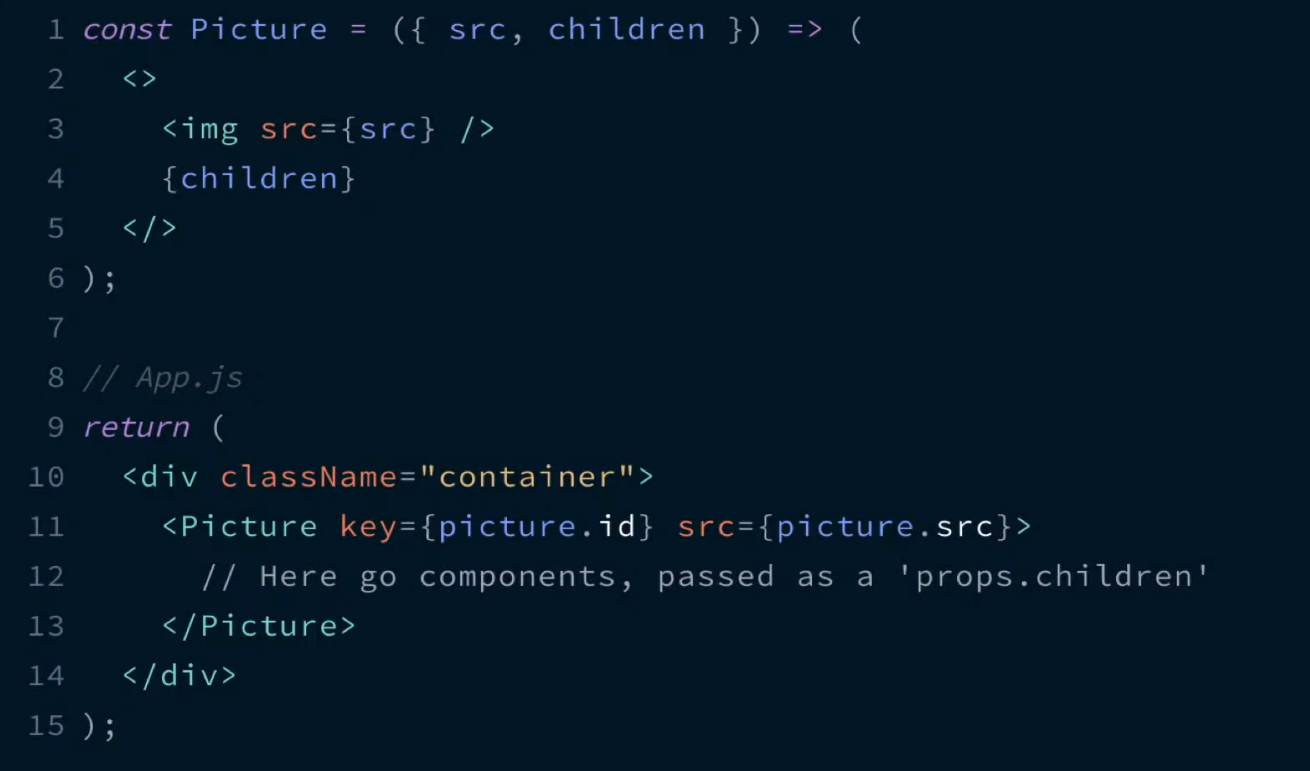 1 const Picture = ({ src, children }) => (
2   <>
3     <img src={src} />
4     {children}
5   </>
6 );
7
8 // App.js
9 return (
10   <div className="container">
11     <Picture key={picture.id} src={picture.src}>
12       // Here go components, passed as a 'props.children'
13     </Picture>
14   </div>
15 );